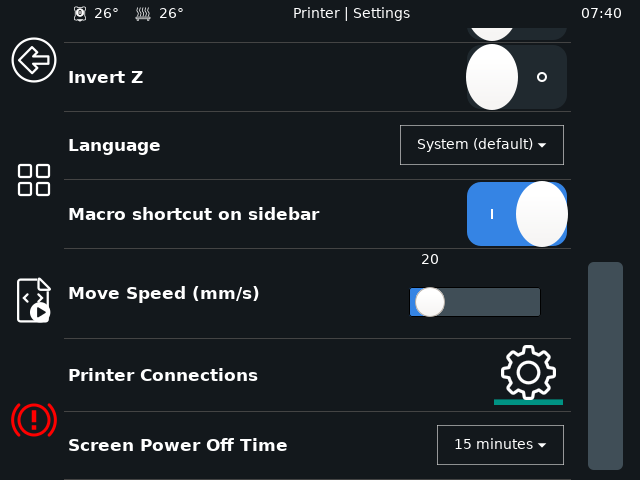 26° 26° Printer | Settings 07:40
Invert Z
Language System (default)
Macro shortcut on sidebar
20
Move Speed (mm/s)
Printer Connections
Screen Power Off Time 15 minutes